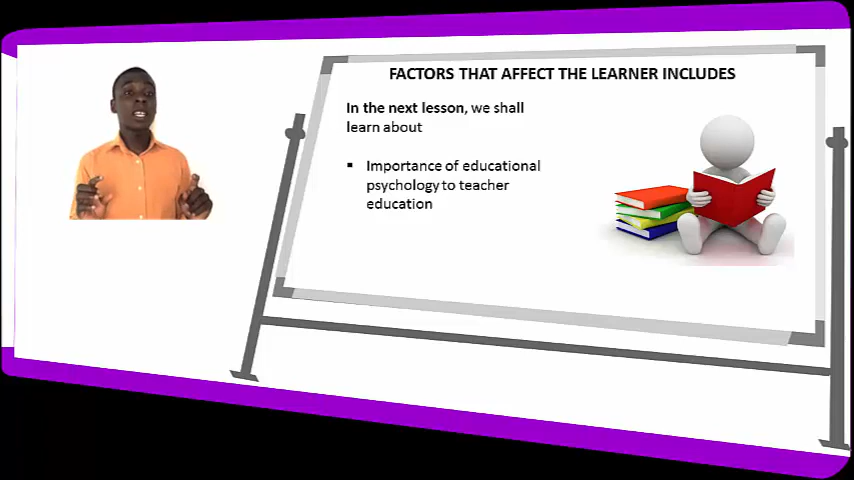 FACTORS THAT AFFECT THE LEARNER INCLUDES
In the next lesson, we shall
learn about
▪ Importance of educational
psychology to teacher
education